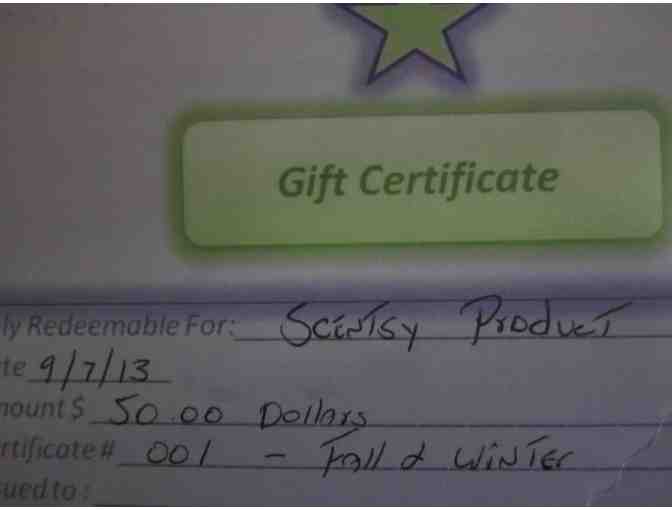 Gift Certificate
ly Redeemable For: Scentsy Product
te 9/7/13
mount $ 50.00 Dollars
rtificate # 001 - Fall & Winter
ued to :